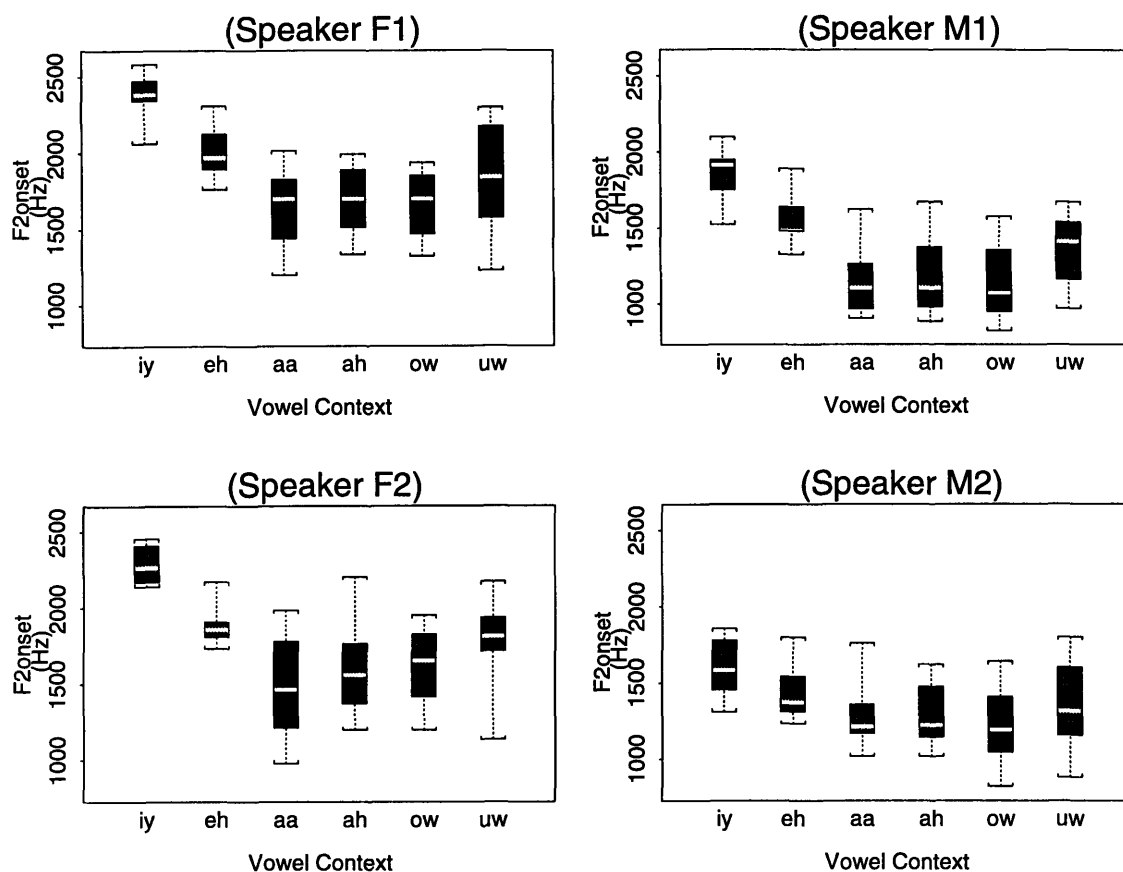 (Speaker F1)
2500
2000
1500
1000
F2onset
(Hz)
iy eh aa ah ow uw
Vowel Context
(Speaker M1)
2500
2000
1500
1000
F2onset
(Hz)
iy eh aa ah ow uw
Vowel Context
(Speaker F2)
2500
2000
1500
1000
F2onset
(Hz)
iy eh aa ah ow uw
Vowel Context
(Speaker M2)
2500
2000
1500
1000
F2onset
(Hz)
iy eh aa ah ow uw
Vowel Context